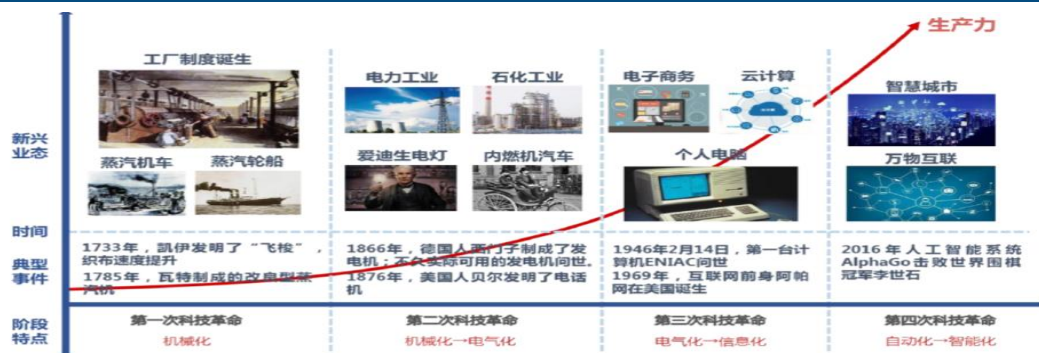 生产力
工厂制度诞生
电力工业
石化工业
电子商务
云计算
智慧城市
新兴
业态
蒸汽机车
蒸汽轮船
爱迪生电灯
内燃机汽车
个人电脑
万物互联
时间
典型
事件
1733年，凯伊发明了“飞梭”，
织布速度提升
1785年，瓦特制成的改良型蒸
汽机
1866年，德国人西门子制成了发
电机；不久实际可用的发电机问世。
1876年，美国人贝尔发明了电话
机
1946年2月14日，第一台计
算机ENIAC问世
1969年，互联网前身阿帕
网在美国诞生
2016年人工智能系统
AlphaGo击败世界围棋
冠军李世石
阶段
特点
第一次科技革命
机械化
第二次科技革命
机械化→电气化
第三次科技革命
电气化→信息化
第四次科技革命
自动化→智能化